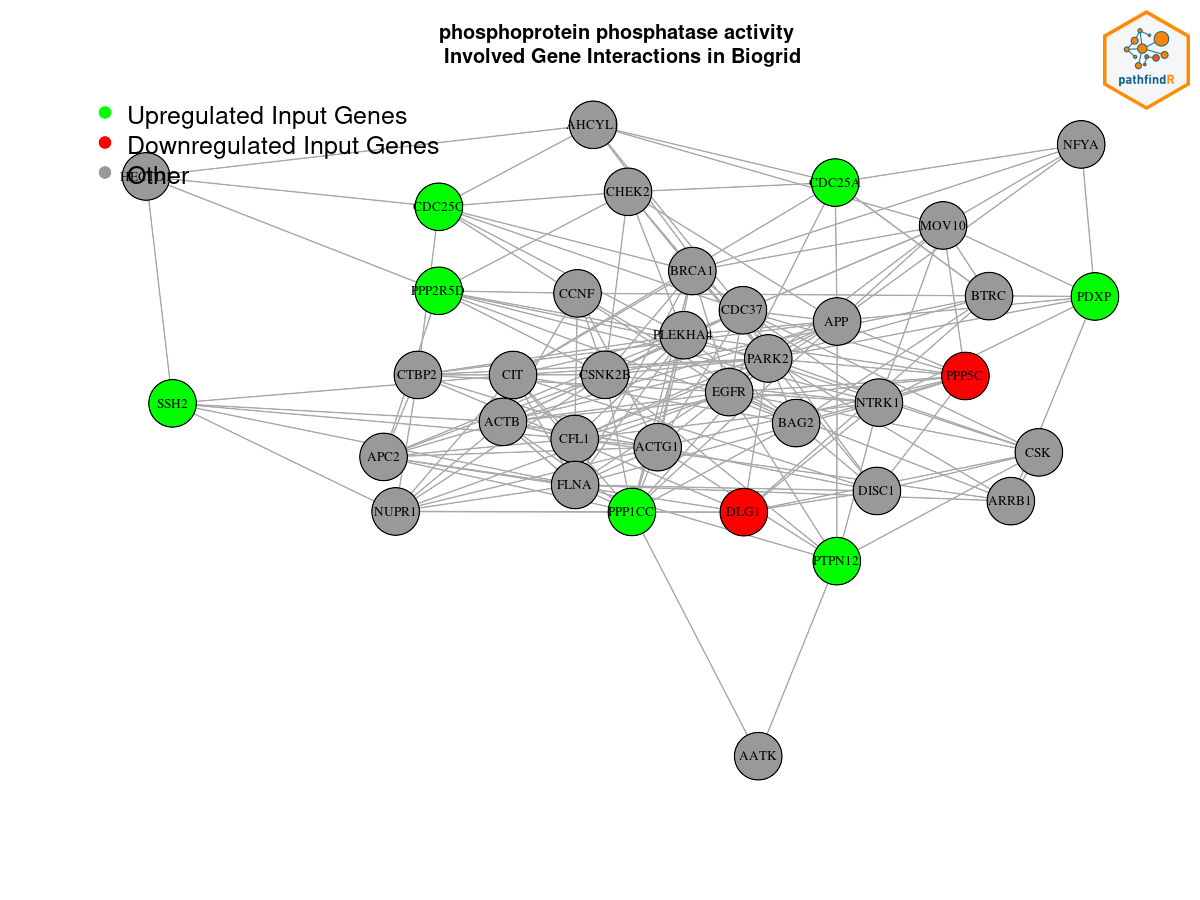 phosphoprotein phosphatase activity
Involved Gene Interactions in Biogrid
pathfindR
Upregulated Input Genes
Downregulated Input Genes
Other
AHCYL
NFYA
CDC25A
CHEK2
CDC25C
MOV10
BRCA1
PPP2R5D
CCNF
BTRC
PDXP
CDC37
APP
PLEKHA4
PARK2
CTBP2
CIT
CSNK2B
PPP5C
EGFR
NTRK1
SSH2
ACTB
BAG2
CFL1
ACTG1
APC2
CSK
FLNA
DISC1
ARRB1
NUPR1
PPP1CC
DLG1
PTPN12
AATK